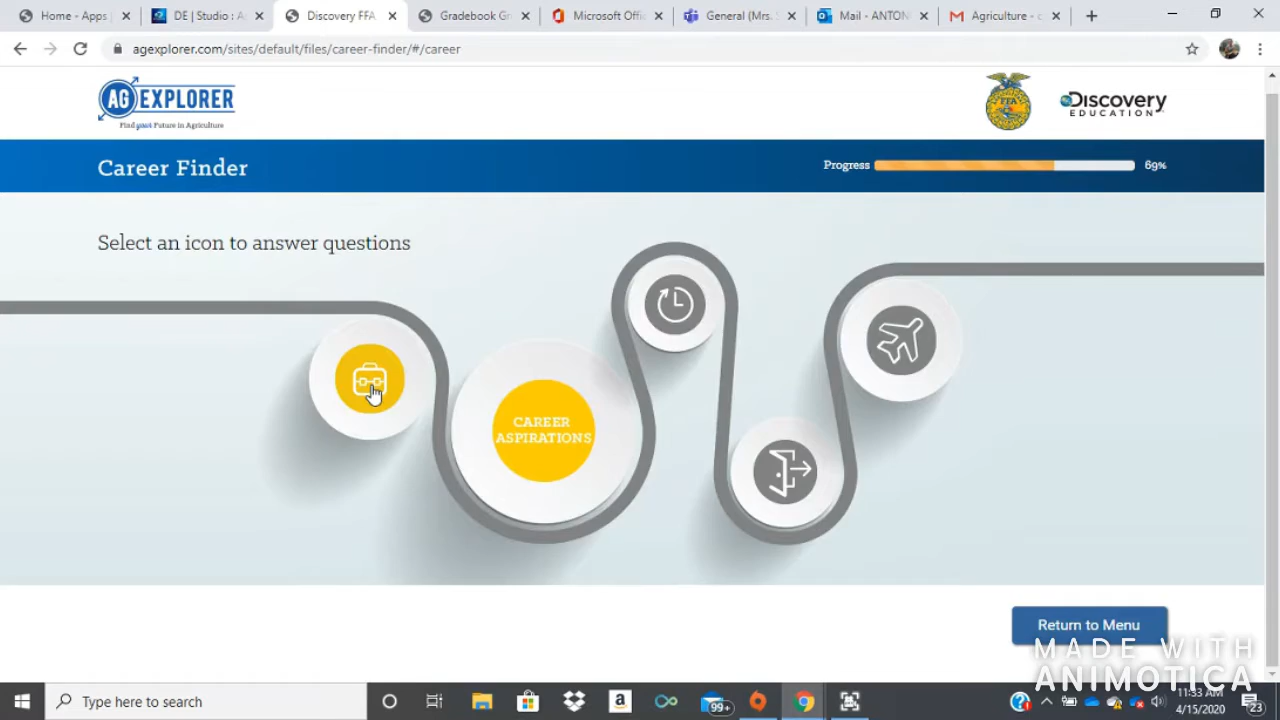 Home - Apps
DE | Studio : A
Discovery FFA
Gradebook Gr
Microsoft Offi
General (Mrs.
Mail - ANTON
Agriculture - c
agexplorer.com/sites/default/files/career-finder/#/career
AG EXPLORER
Find your Future in Agriculture
FFA
Discovery
EDUCATION
Career Finder
Progress
69%
Select an icon to answer questions
CAREER
ASPIRATIONS
Return to Menu
MADE WITH
ANIMOTICA
Type here to search
99+
11:53 AM
4/15/2020
23